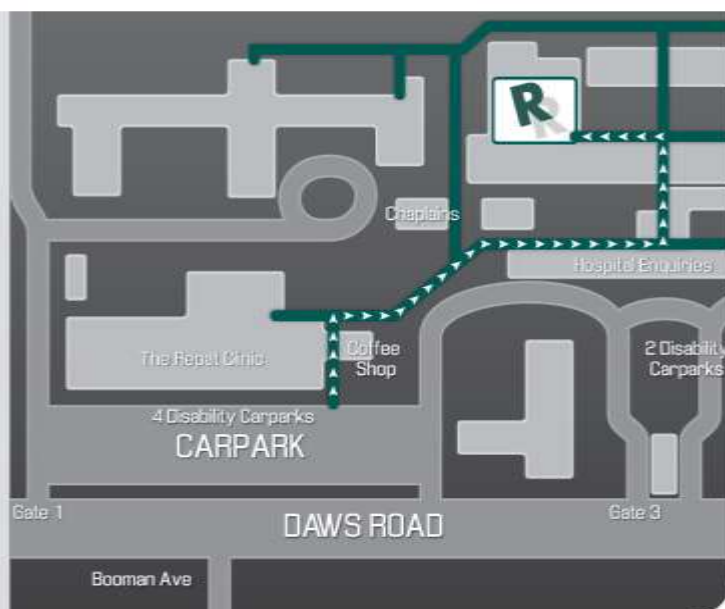 R
R
Chaplains
Hospital Enquiries
The Repat Clinic
Coffee
Shop
2 Disability
Carparks
4 Disability Carparks
CARPARK
Gate 1
DAWS ROAD
Gate 3
Booman Ave